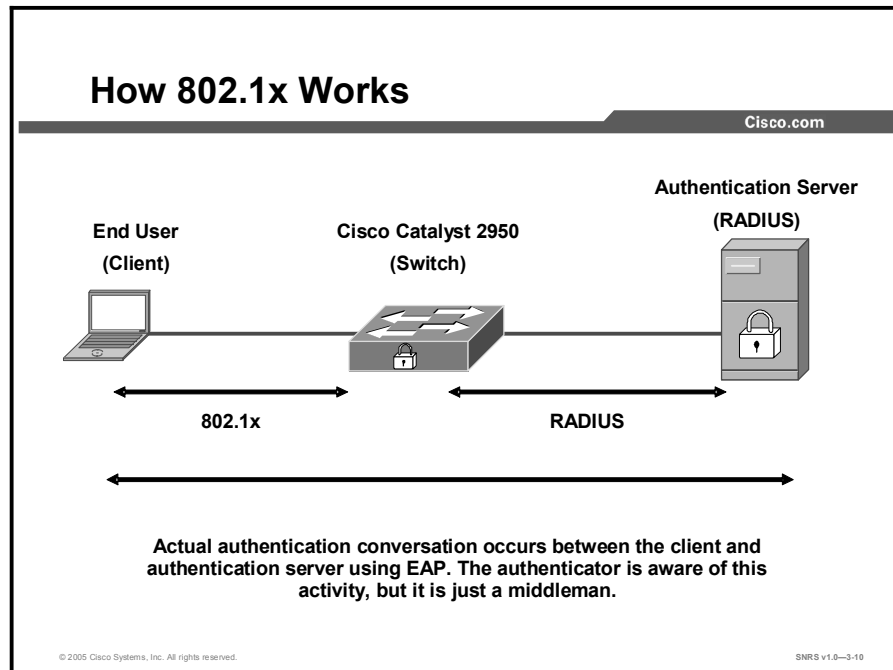 How 802.1x Works
Cisco.com
Authentication Server
(RADIUS)
End User
(Client)
Cisco Catalyst 2950
(Switch)
802.1x
RADIUS
Actual authentication conversation occurs between the client and
authentication server using EAP. The authenticator is aware of this
activity, but it is just a middleman.
© 2005 Cisco Systems, Inc. All rights reserved.
SNRS v1.0—3-10